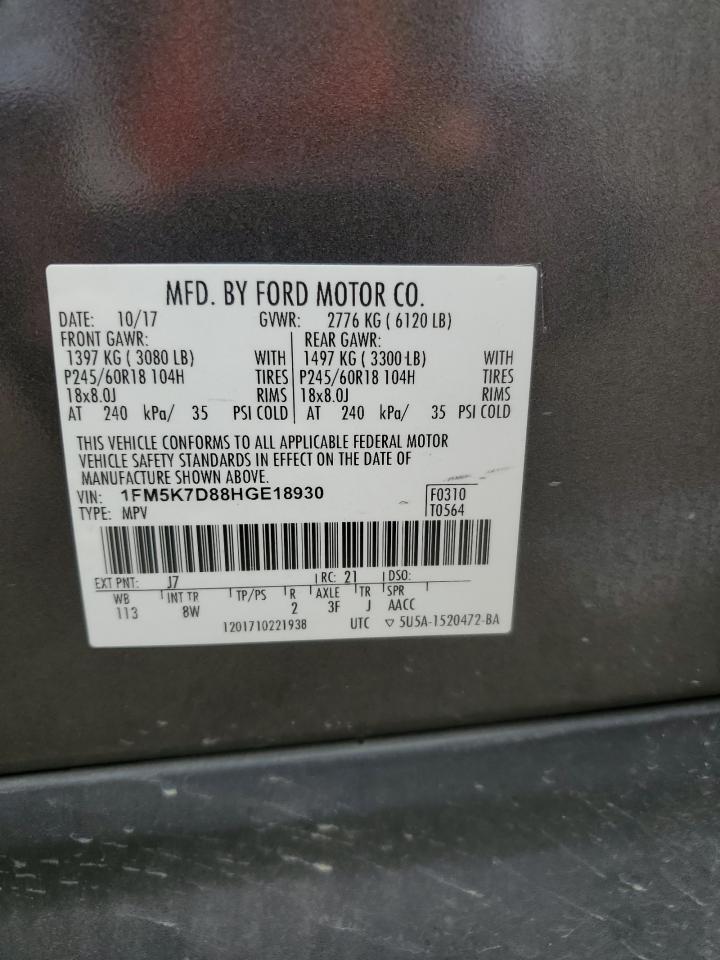 MFD. BY FORD MOTOR CO.
DATE: 10/17 GVWR: 2776 KG ( 6120 LB)
FRONT GAWR: REAR GAWR:
1397 KG ( 3080 LB) WITH 1497 KG ( 3300 LB) WITH
P245/60R18 104H TIRES P245/60R18 104H TIRES
18x8.0J RIMS 18x8.0J RIMS
AT 240 kPa/ 35 PSI COLD AT 240 kPa/ 35 PSI COLD
THIS VEHICLE CONFORMS TO ALL APPLICABLE FEDERAL MOTOR
VEHICLE SAFETY STANDARDS IN EFFECT ON THE DATE OF
MANUFACTURE SHOWN ABOVE.
VIN: 1FM5K7D88HGE18930 F0310
TYPE: MPV T0564
EXT PNT: J7 RC: 21 DSO:
WB INT TR TP/PS R AXLE TR SPR
113 8W 2 3F J AACC
1201710221938 UTC ▽ 5U5A-1520472-BA